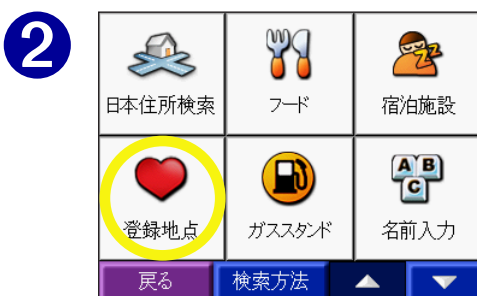 2
日本住所検索
フード
宿泊施設
登録地点
ガススタンド
A B C
名前入力
戻る
検索方法